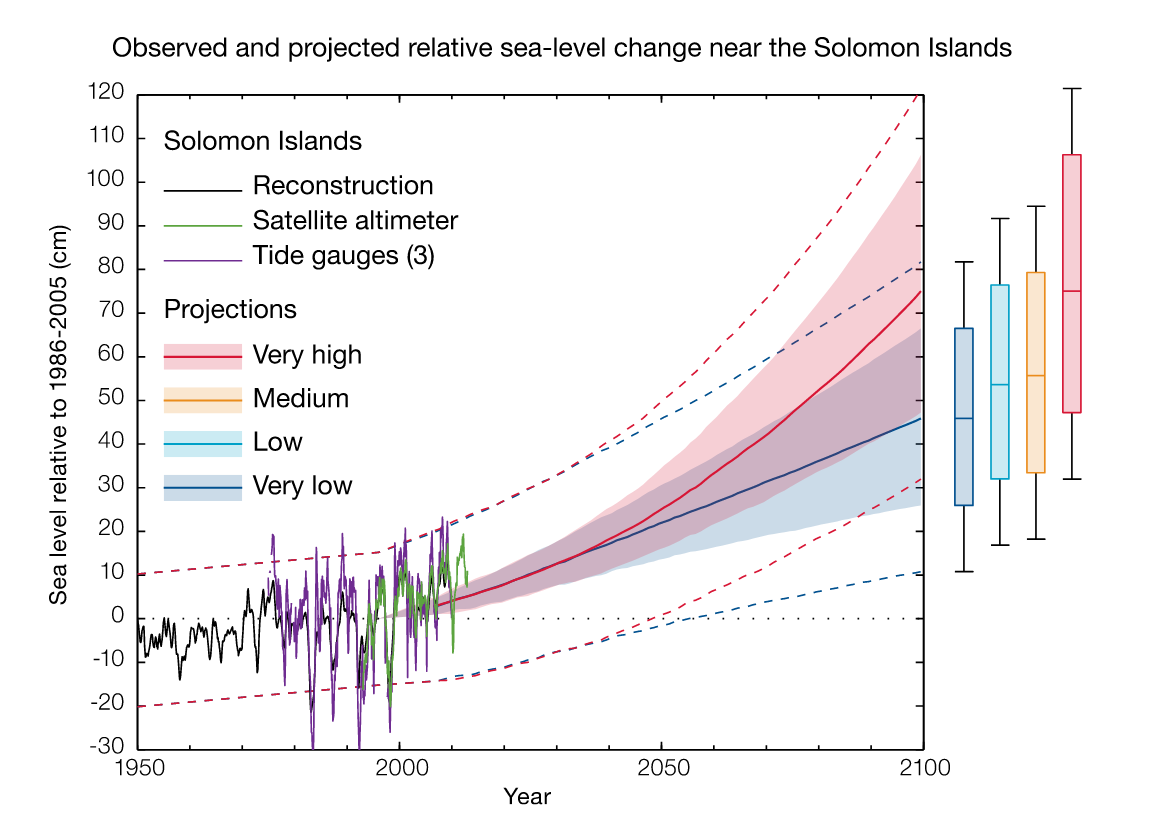 Observed and projected relative sea-level change near the Solomon Islands
Sea level relative to 1986-2005 (cm)
120
110
100
90
80
70
60
50
40
30
20
10
0
-10
-20
-30
Solomon Islands
Reconstruction
Satellite altimeter
Tide gauges (3)
Projections
Very high
Medium
Low
Very low
1950
2000
2050
2100
Year